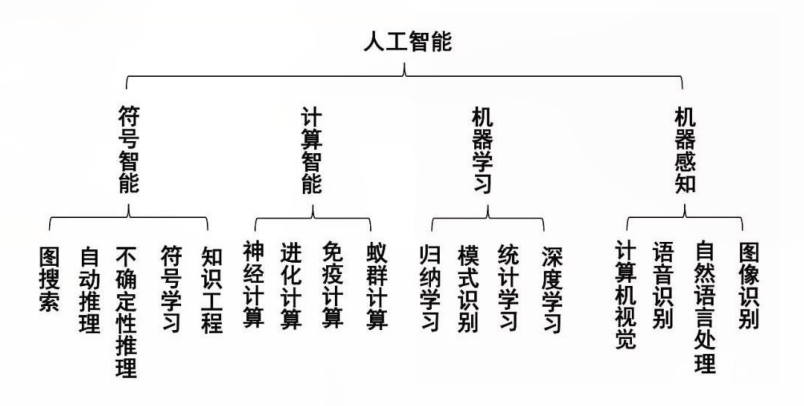 人工智能
符号智能
计算智能
机器学习
机器感知
图搜索
自动推理
不确定性推理
符号学习
知识工程
神经计算
进化计算
免疫计算
蚁群计算
归纳学习
模式识别
统计学习
深度学习
计算机视觉
语音识别
自然语言处理
图像识别